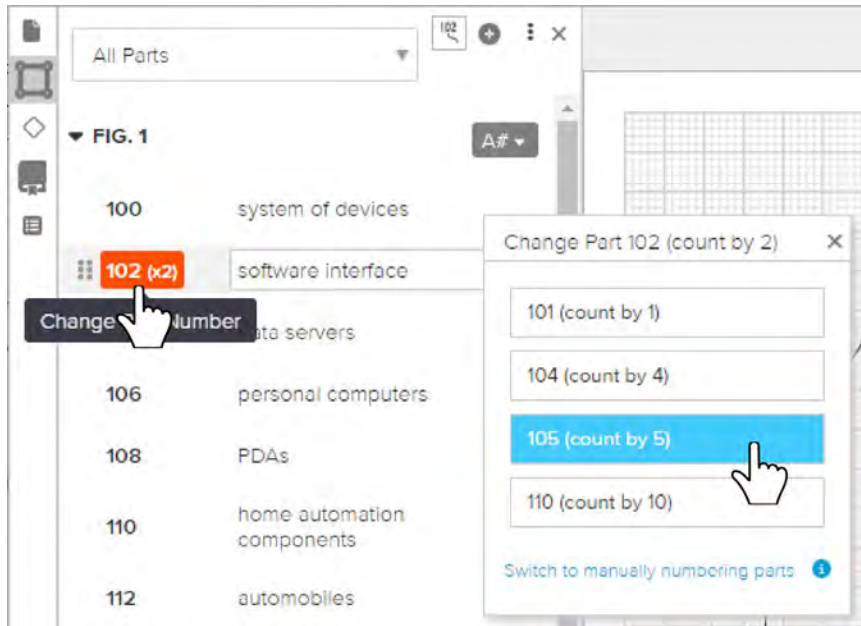 All Parts
102
FIG. 1
A#
100 system of devices
102 (x2) software interface
Change Number
ata servers
106 personal computers
108 PDAs
110 home automation
components
112 automobiles
Change Part 102 (count by 2)
101 (count by 1)
104 (count by 4)
105 (count by 5)
110 (count by 10)
Switch to manually numbering parts